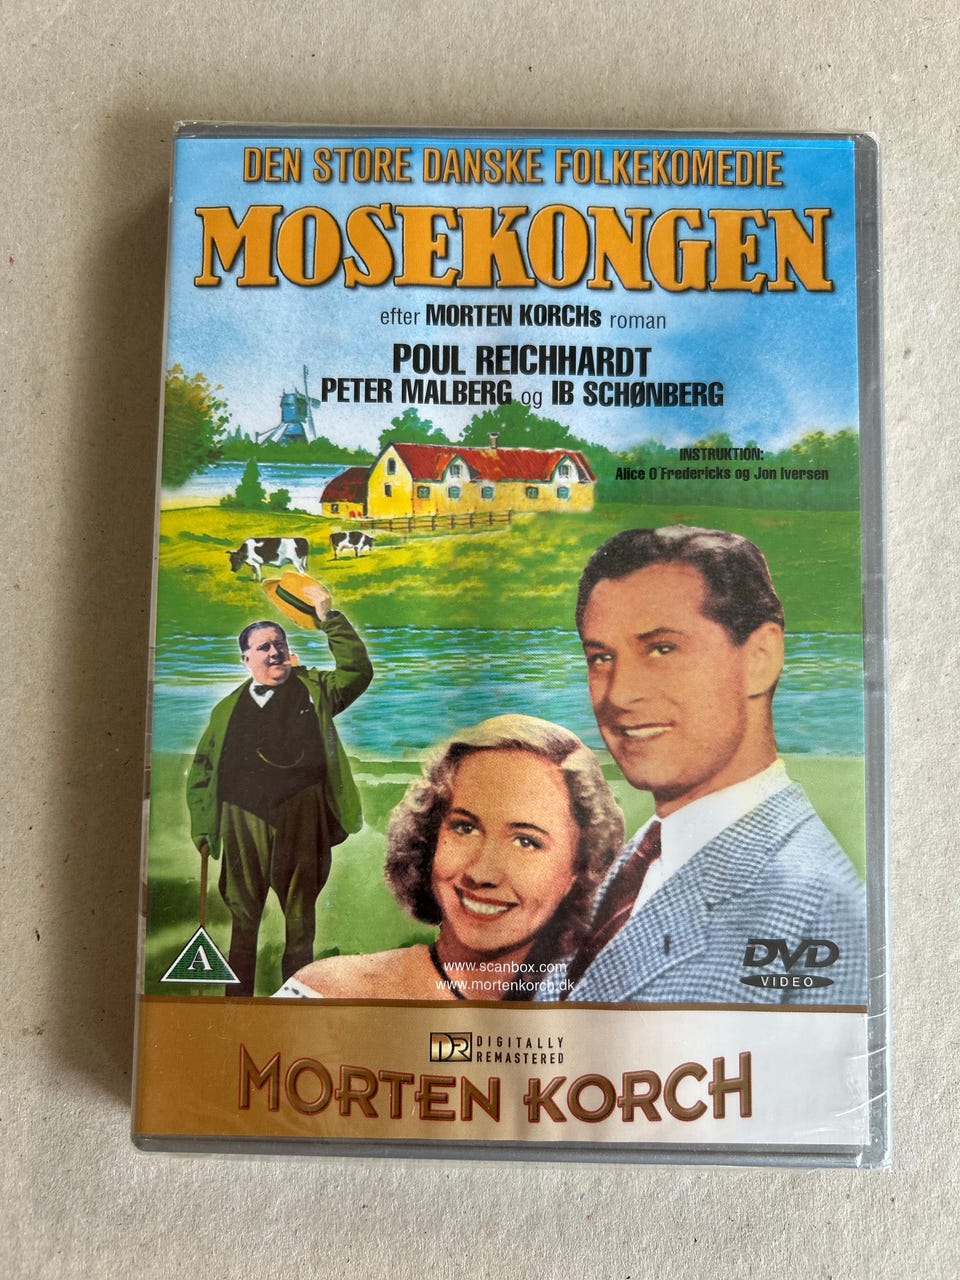 DEN STORE DANSKE FOLKEKOMEDIE
MOSEKONGEN
efter MORTEN KORCHs roman
POUL REICHHARDT
PETER MALBERG og IB SCHØNBERG
INSTRUKTION:
Alice O'Fredericks og Jon Iversen
A
www.scanbox.com
www.mortenkorch.dk
DVD
VIDEO
DR DIGITALLY
REMASTERED
MORTEN KORCH